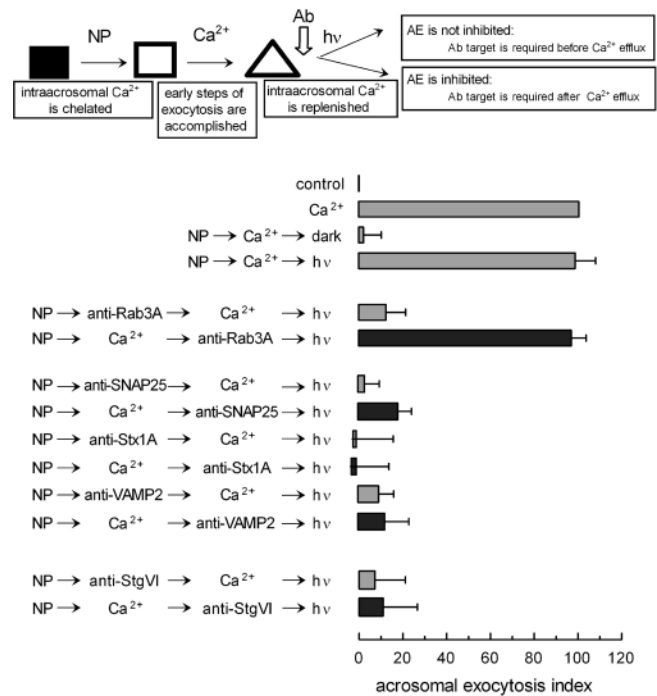 Ab
NP Ca²⁺ hν
AE is not inhibited:
Ab target is required before Ca²⁺ efflux
AE is inhibited:
Ab target is required after Ca²⁺ efflux
intraacrosomal Ca²⁺
is chelated
early steps of
exocytosis are
accomplished
intraacrosomal Ca²⁺
is replenished
control
Ca²⁺
NP → Ca²⁺ → dark
NP → Ca²⁺ → hν
NP → anti-Rab3A → Ca²⁺ → hν
NP → Ca²⁺ → anti-Rab3A → hν
NP → anti-SNAP25 → Ca²⁺ → hν
NP → Ca²⁺ → anti-SNAP25 → hν
NP → anti-Stx1A → Ca²⁺ → hν
NP → Ca²⁺ → anti-Stx1A → hν
NP → anti-VAMP2 → Ca²⁺ → hν
NP → Ca²⁺ → anti-VAMP2 → hν
NP → anti-StgVI → Ca²⁺ → hν
NP → Ca²⁺ → anti-StgVI → hν
0 20 40 60 80 100 120
acrosomal exocytosis index